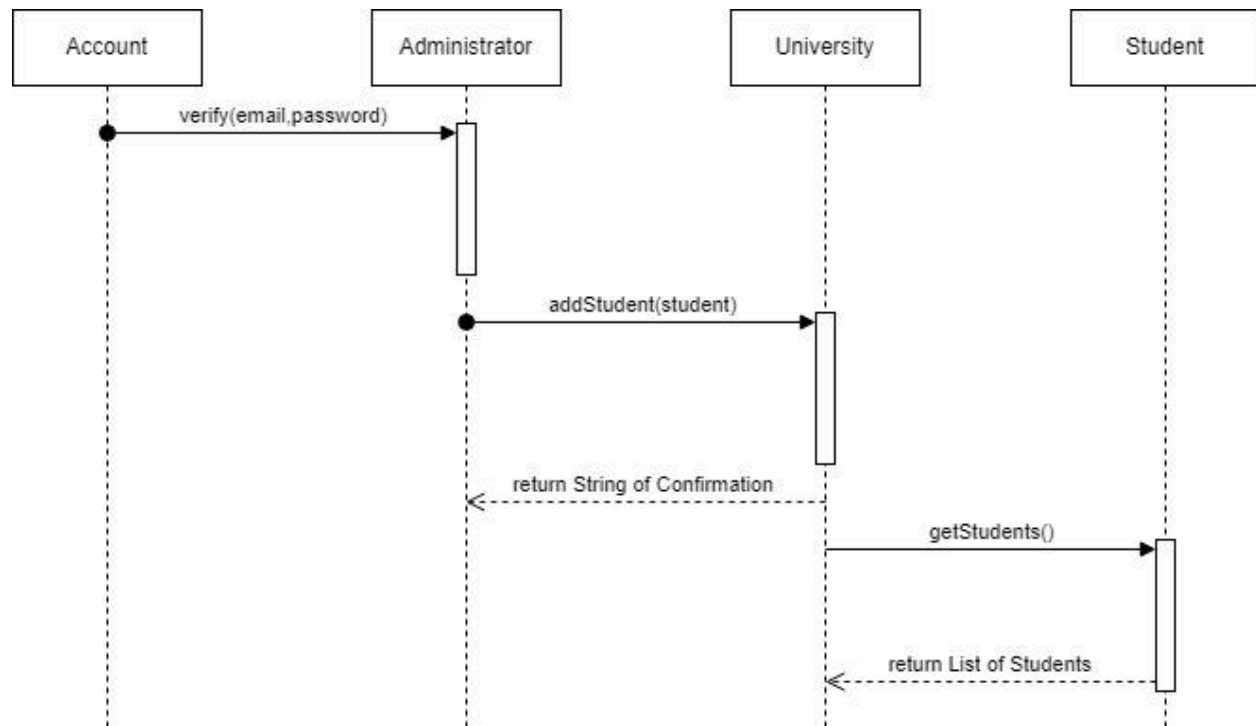 Account
Administrator
University
Student
verify(email,password)
addStudent(student)
return String of Confirmation
getStudents()
return List of Students